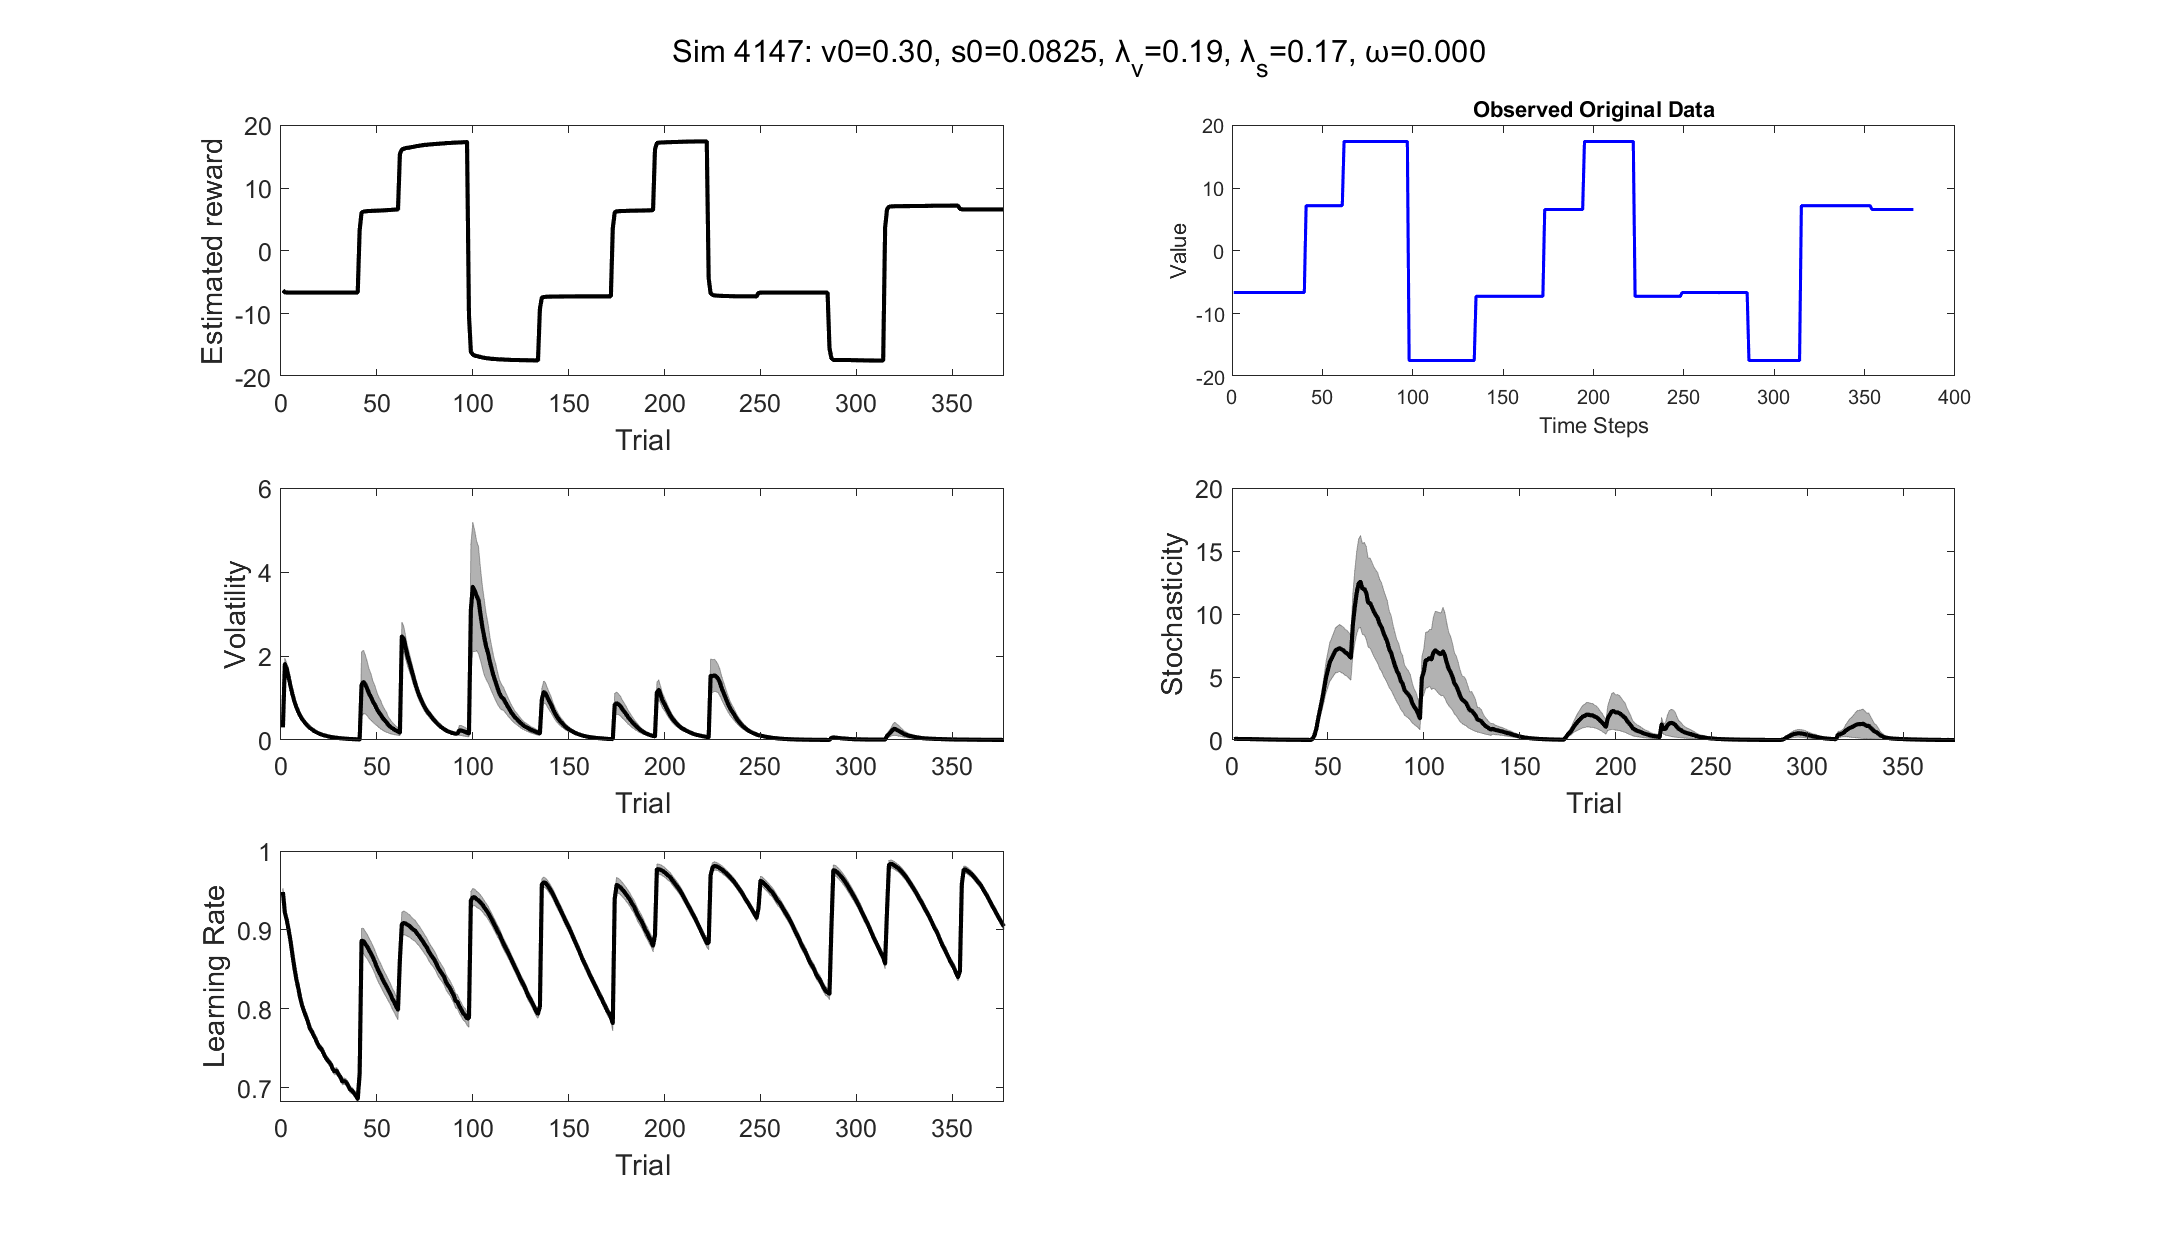 Sim 4147: v0=0.30, s0=0.0825, λv=0.19, λs=0.17, ω=0.000
Estimated reward
20
10
0
-10
-20
0 50 100 150 200 250 300 350
Trial
Observed Original Data
Value
20
10
0
-10
-20
0 50 100 150 200 250 300 350 400
Time Steps
Volatility
6
4
2
0
0 50 100 150 200 250 300 350
Trial
Stochasticity
20
15
10
5
0
0 50 100 150 200 250 300 350
Trial
Learning Rate
1
0.9
0.8
0.7
0 50 100 150 200 250 300 350
Trial